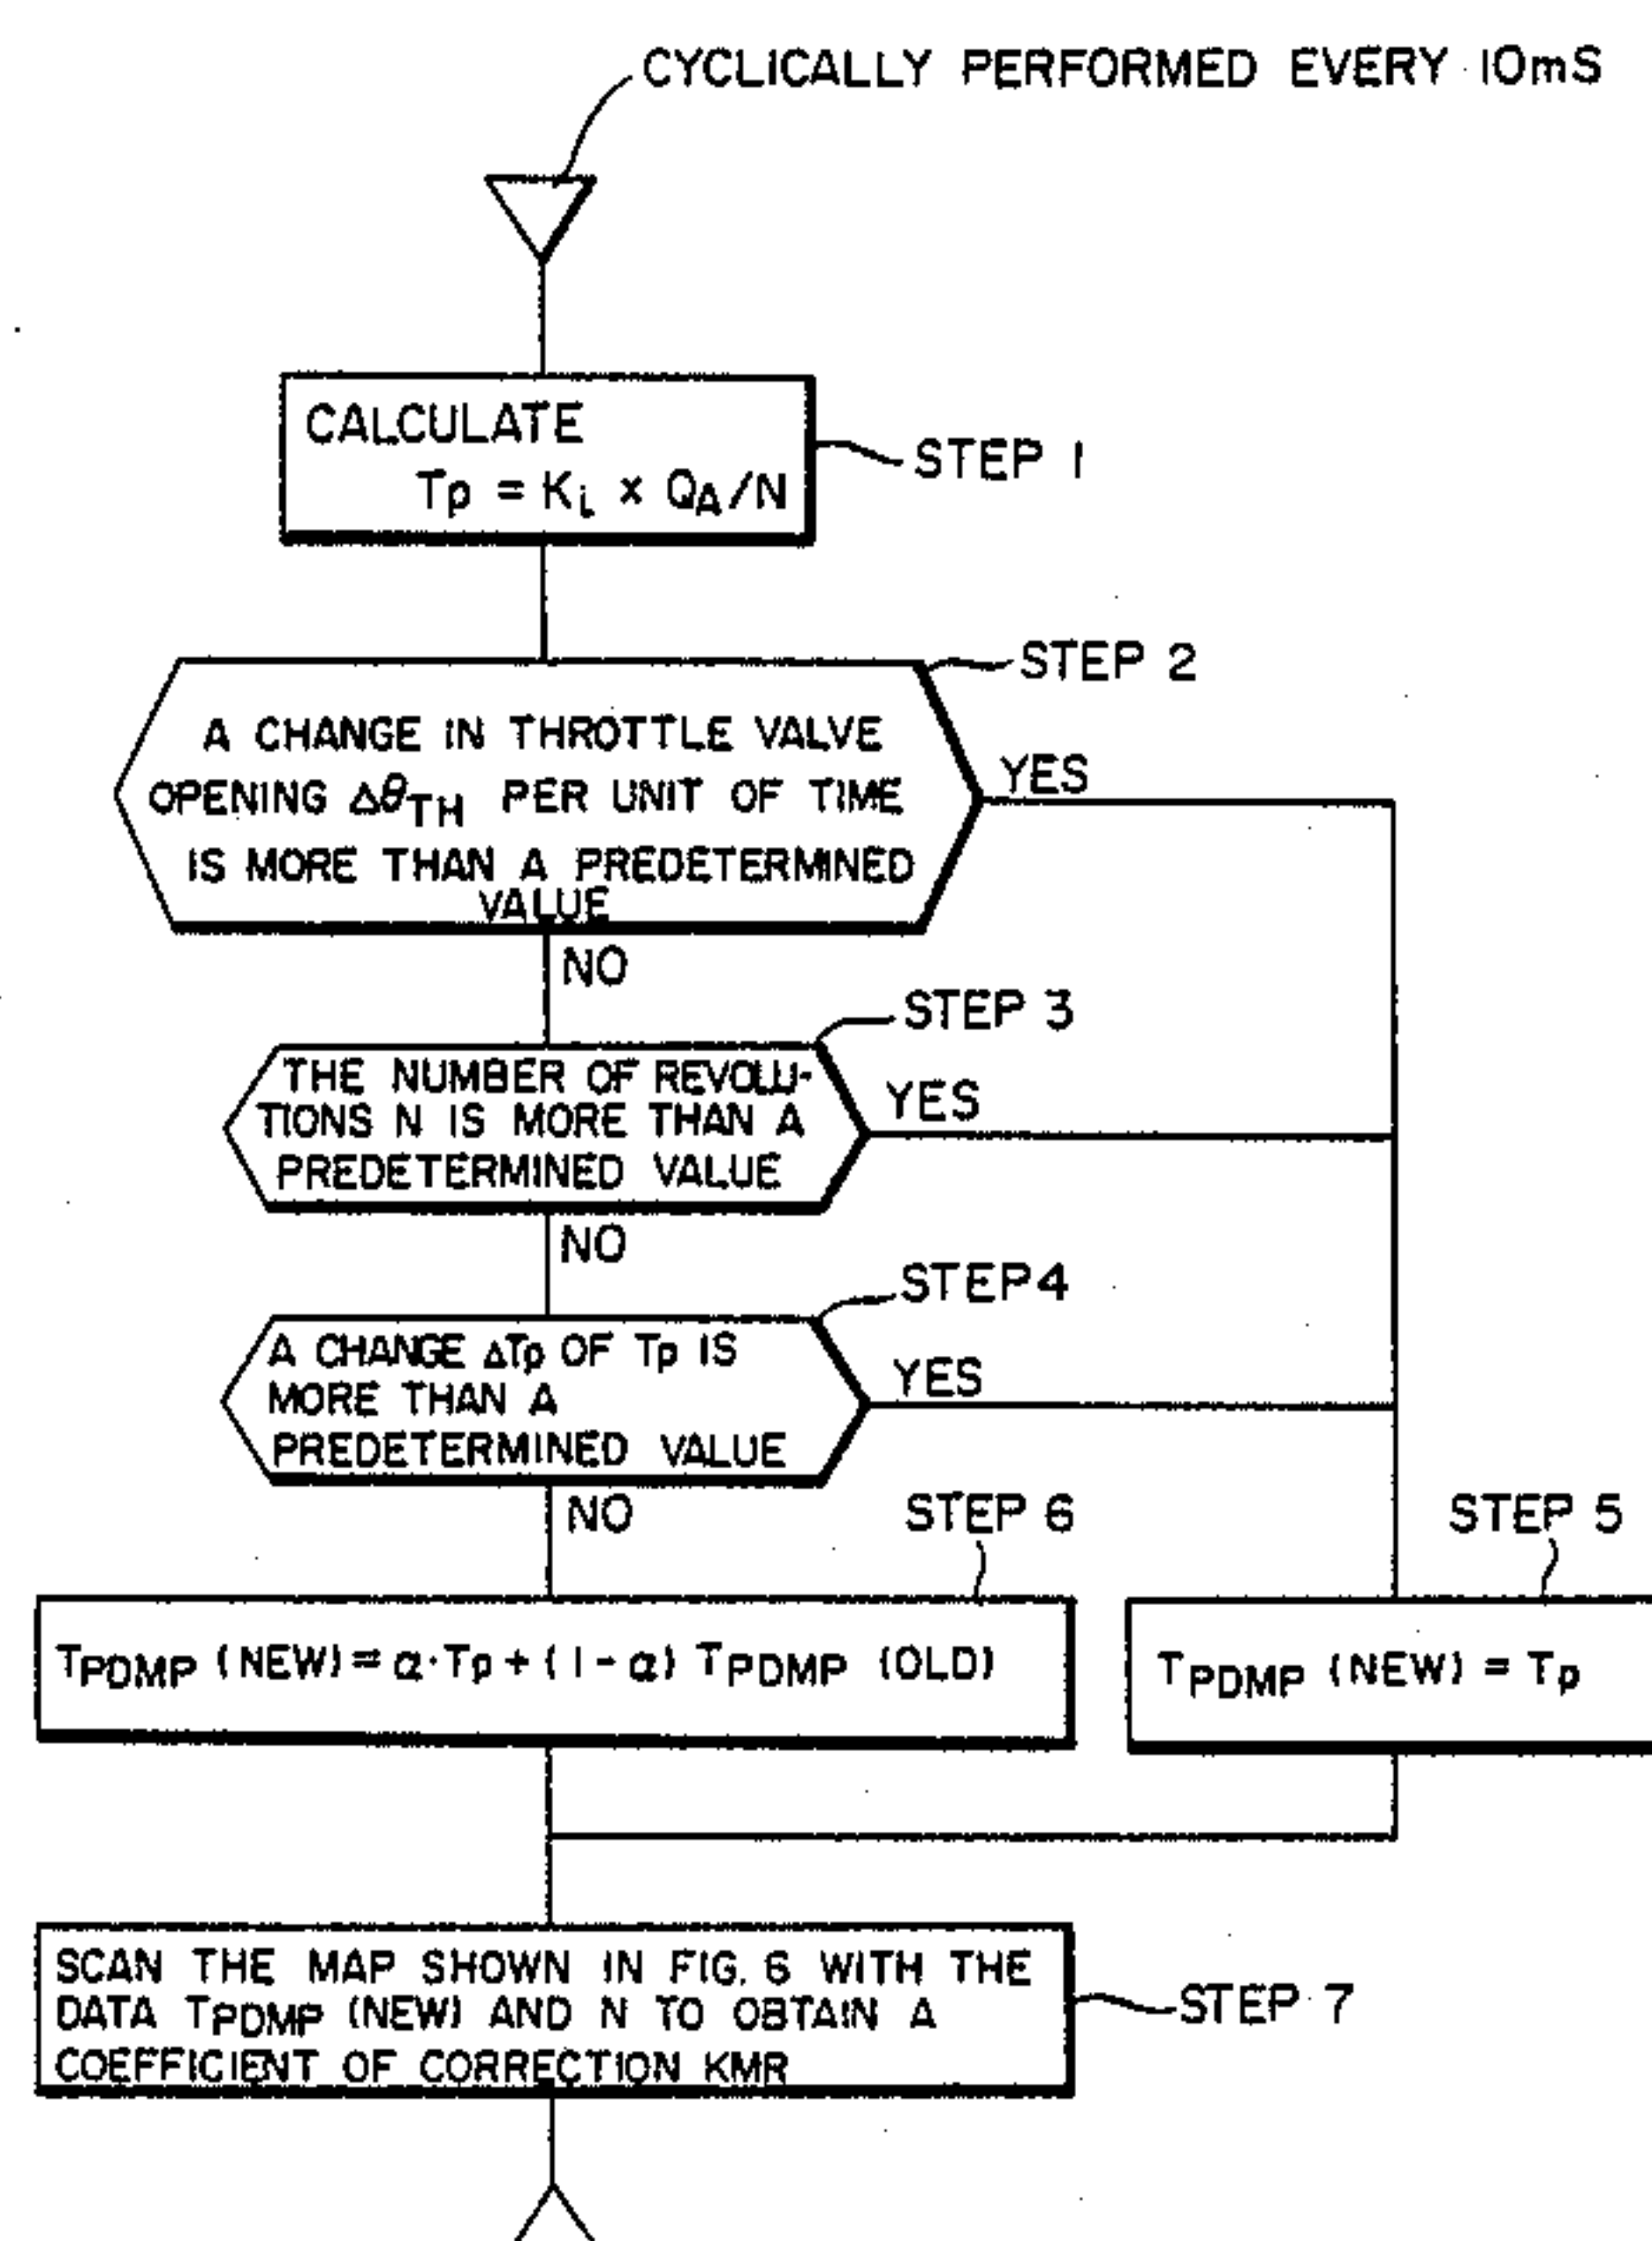 CYCLICALLY PERFORMED EVERY 10mS
CALCULATE
Tp = Ki x QA/N
STEP 1
STEP 2
A CHANGE IN THROTTLE VALVE
OPENING ΔθTH PER UNIT OF TIME
IS MORE THAN A PREDETERMINED
VALUE
YES
NO
STEP 3
THE NUMBER OF REVOLU-
TIONS N IS MORE THAN A
PREDETERMINED VALUE
YES
NO
STEP4
A CHANGE ΔTp OF Tp IS
MORE THAN A
PREDETERMINED VALUE
YES
NO
STEP 6
STEP 5
TPDMP (NEW) = α·Tp + (1 - α) TPDMP (OLD)
TPDMP (NEW) = Tp
SCAN THE MAP SHOWN IN FIG. 6 WITH THE
DATA TPDMP (NEW) AND N TO OBTAIN A
COEFFICIENT OF CORRECTION KMR
STEP 7